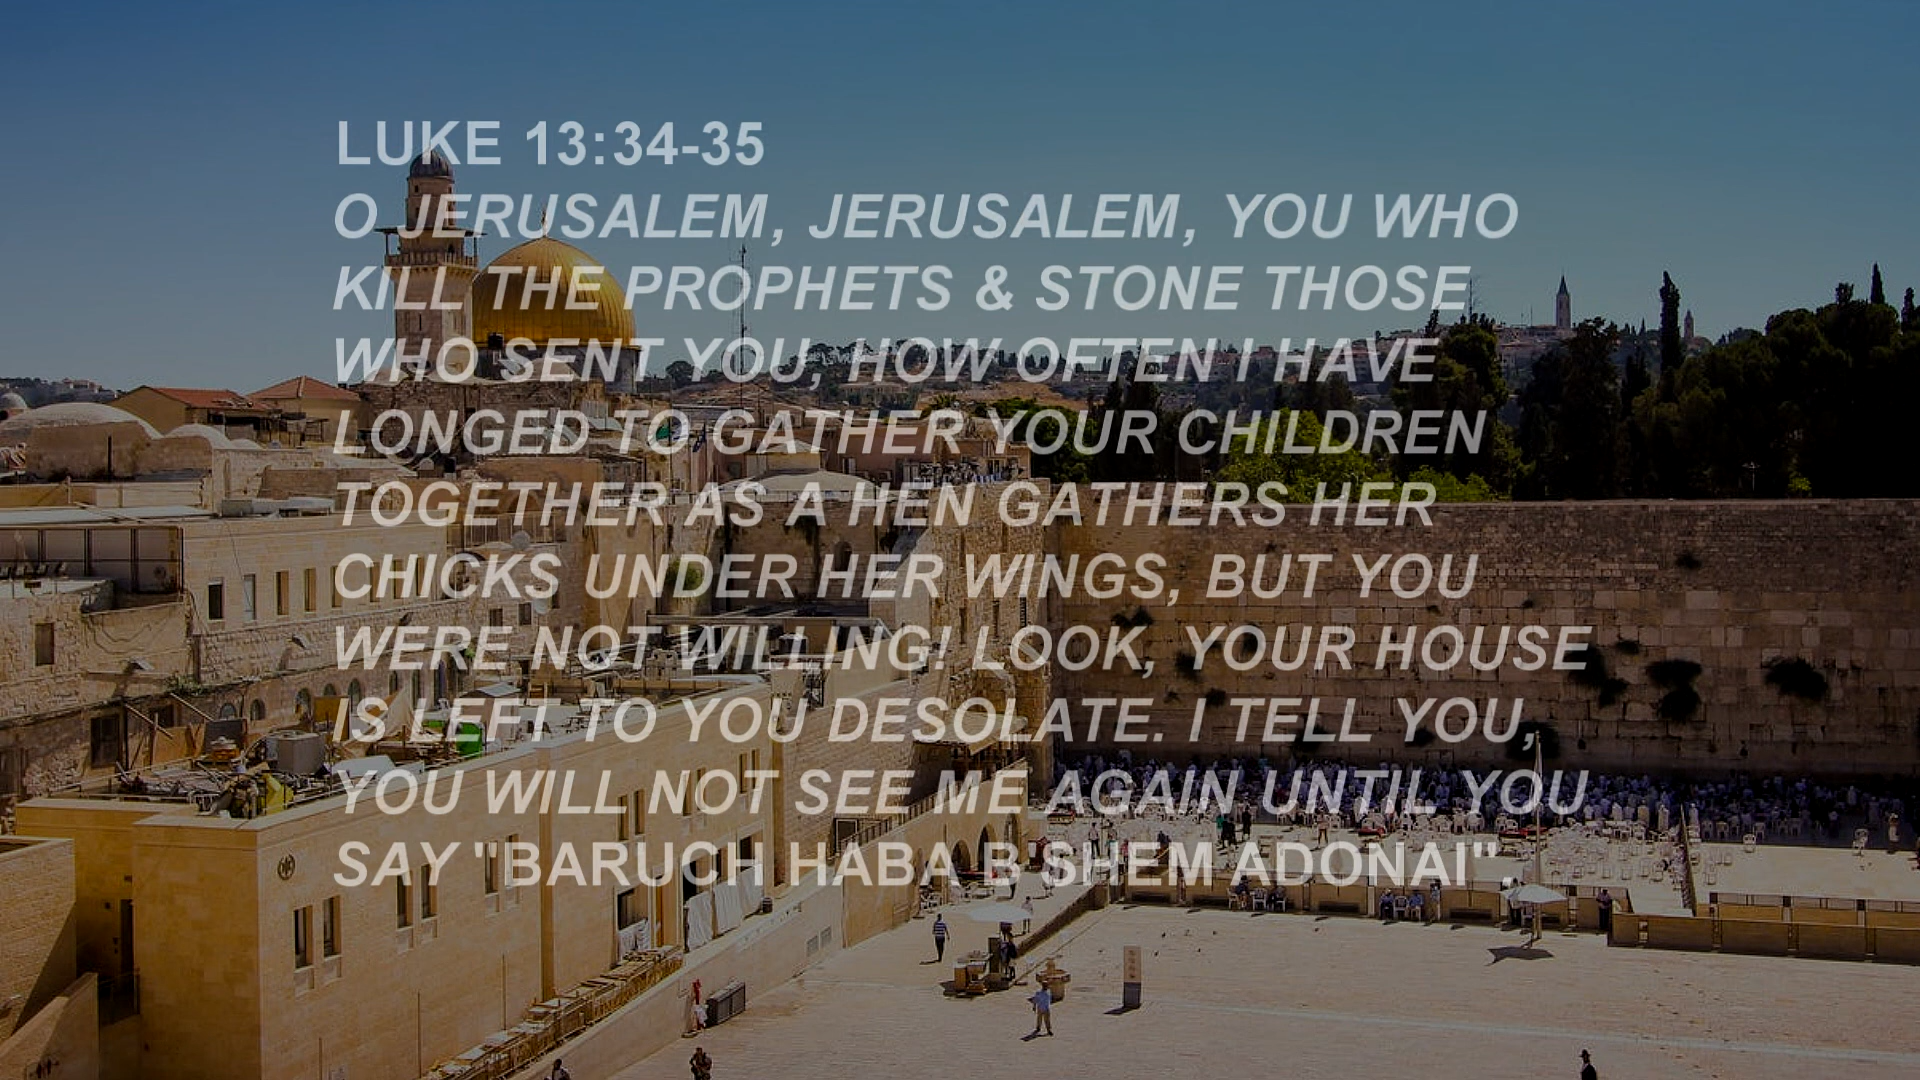 LUKE 13:34-35
O JERUSALEM, JERUSALEM, YOU WHO
KILL THE PROPHETS & STONE THOSE
WHO SENT YOU, HOW OFTEN I HAVE
LONGED TO GATHER YOUR CHILDREN
TOGETHER AS A HEN GATHERS HER
CHICKS UNDER HER WINGS, BUT YOU
WERE NOT WILLING! LOOK, YOUR HOUSE
IS LEFT TO YOU DESOLATE. I TELL YOU,
YOU WILL NOT SEE ME AGAIN UNTIL YOU
SAY "BARUCH HABA B'SHEM ADONAI".